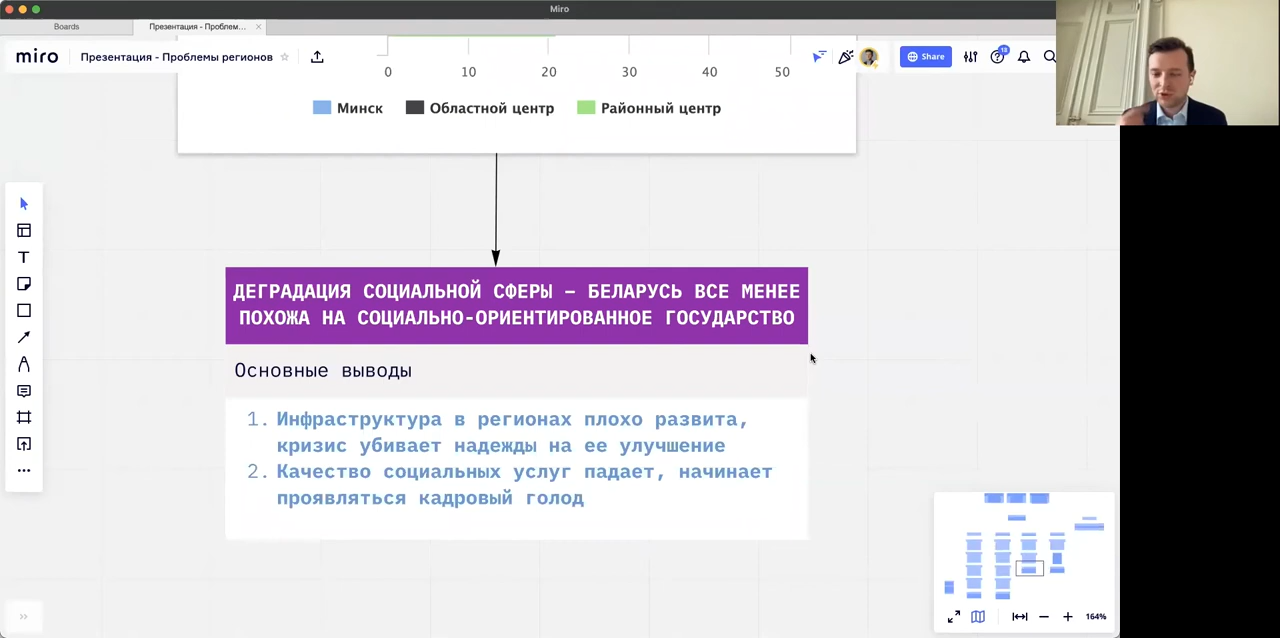 Miro
Boards
Презентация - Проблем...
miro
Презентация - Проблемы регионов
Share
13
0
10
20
30
40
50
Минск
Областной центр
Районный центр
ДЕГРАДАЦИЯ СОЦИАЛЬНОЙ СФЕРЫ – БЕЛАРУСЬ ВСЕ МЕНЕЕ
ПОХОЖА НА СОЦИАЛЬНО-ОРИЕНТИРОВАННОЕ ГОСУДАРСТВО
Основные выводы
1. Инфраструктура в регионах плохо развита,
кризис убивает надежды на ее улучшение
2. Качество социальных услуг падает, начинает
проявляться кадровый голод
164%